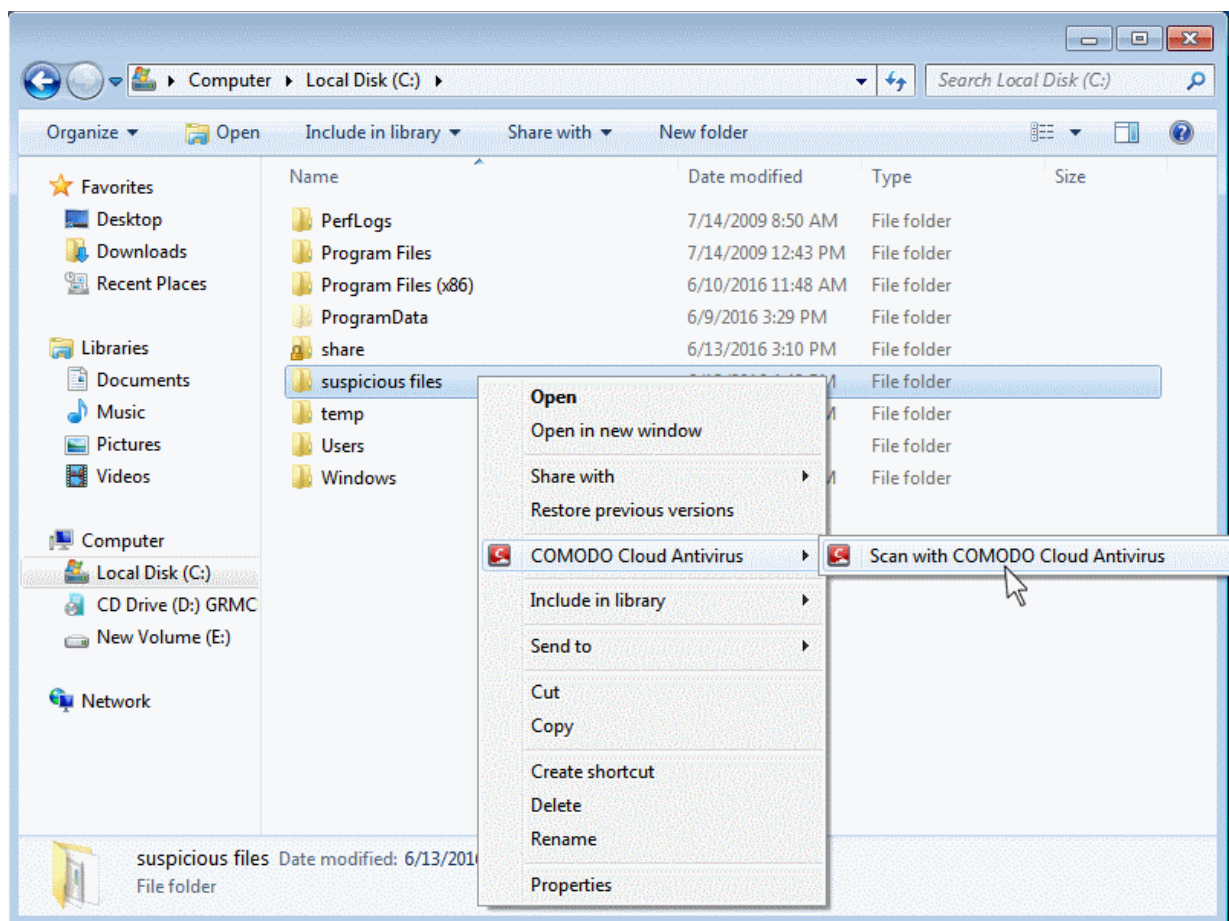 Computer ▸ Local Disk (C:) ▸
Search Local Disk (C:)
Organize Open Include in library Share with New folder
Name Date modified Type Size
Favorites
Desktop
Downloads
Recent Places
Libraries
Documents
Music
Pictures
Videos
Computer
Local Disk (C:)
CD Drive (D:) GRMC
New Volume (E:)
Network
PerfLogs 7/14/2009 8:50 AM File folder
Program Files 7/14/2009 12:43 PM File folder
Program Files (x86) 6/10/2016 11:48 AM File folder
ProgramData 6/9/2016 3:29 PM File folder
share 6/13/2016 3:10 PM File folder
suspicious files File folder
temp File folder
Users File folder
Windows File folder
Open
Open in new window
Share with
Restore previous versions
COMODO Cloud Antivirus
Scan with COMODO Cloud Antivirus
Include in library
Send to
Cut
Copy
Create shortcut
Delete
Rename
Properties
suspicious files Date modified: 6/13/201
File folder